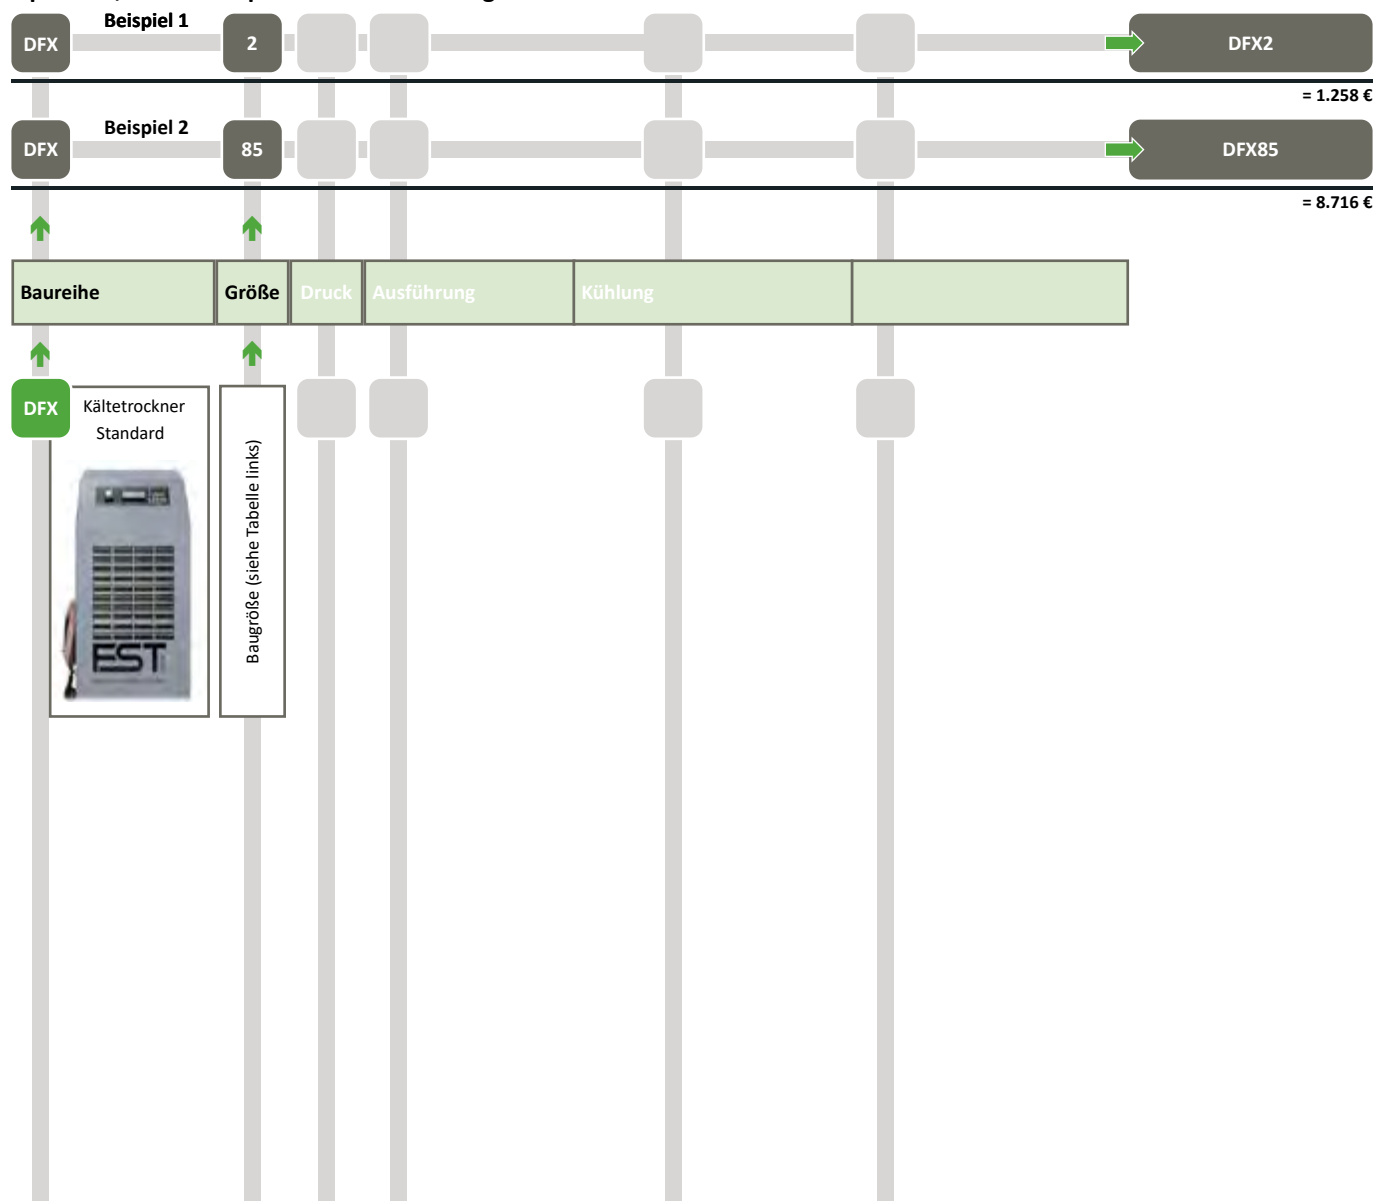 Beispiel 1
DFX 2 DFX2
= 1.258 €
Beispiel 2
DFX 85 DFX85
= 8.716 €
Baureihe Größe Druck Ausführung Kühlung
DFX
Kältetrockner
Standard
Baugröße (siehe Tabelle links)
FST